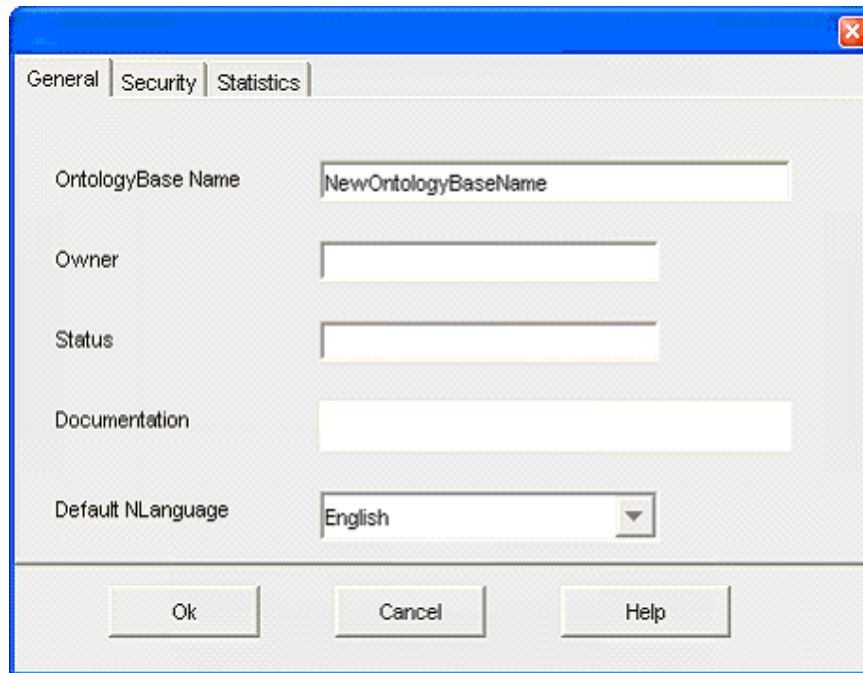 General Security Statistics
OntologyBase Name NewOntologyBaseName
Owner
Status
Documentation
Default NLanguage English
Ok Cancel Help